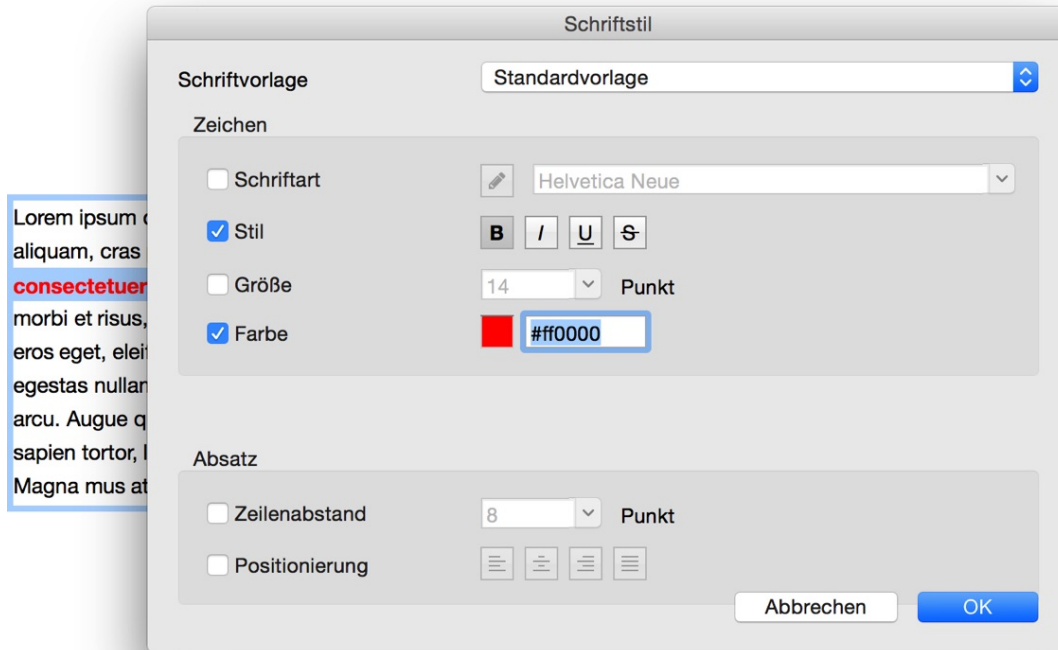 Schriftstil
Schriftvorlage Standardvorlage
Zeichen
Schriftart Helvetica Neue
Stil B I U S
Größe 14 Punkt
Farbe #ff0000
Absatz
Zeilenabstand 8 Punkt
Positionierung
Abbrechen OK
Lorem ipsum
aliquam, cras
consectetuer
morbi et risus,
eros eget,
egestas
arcu. Augue
sapien tortor,
Magna mus at